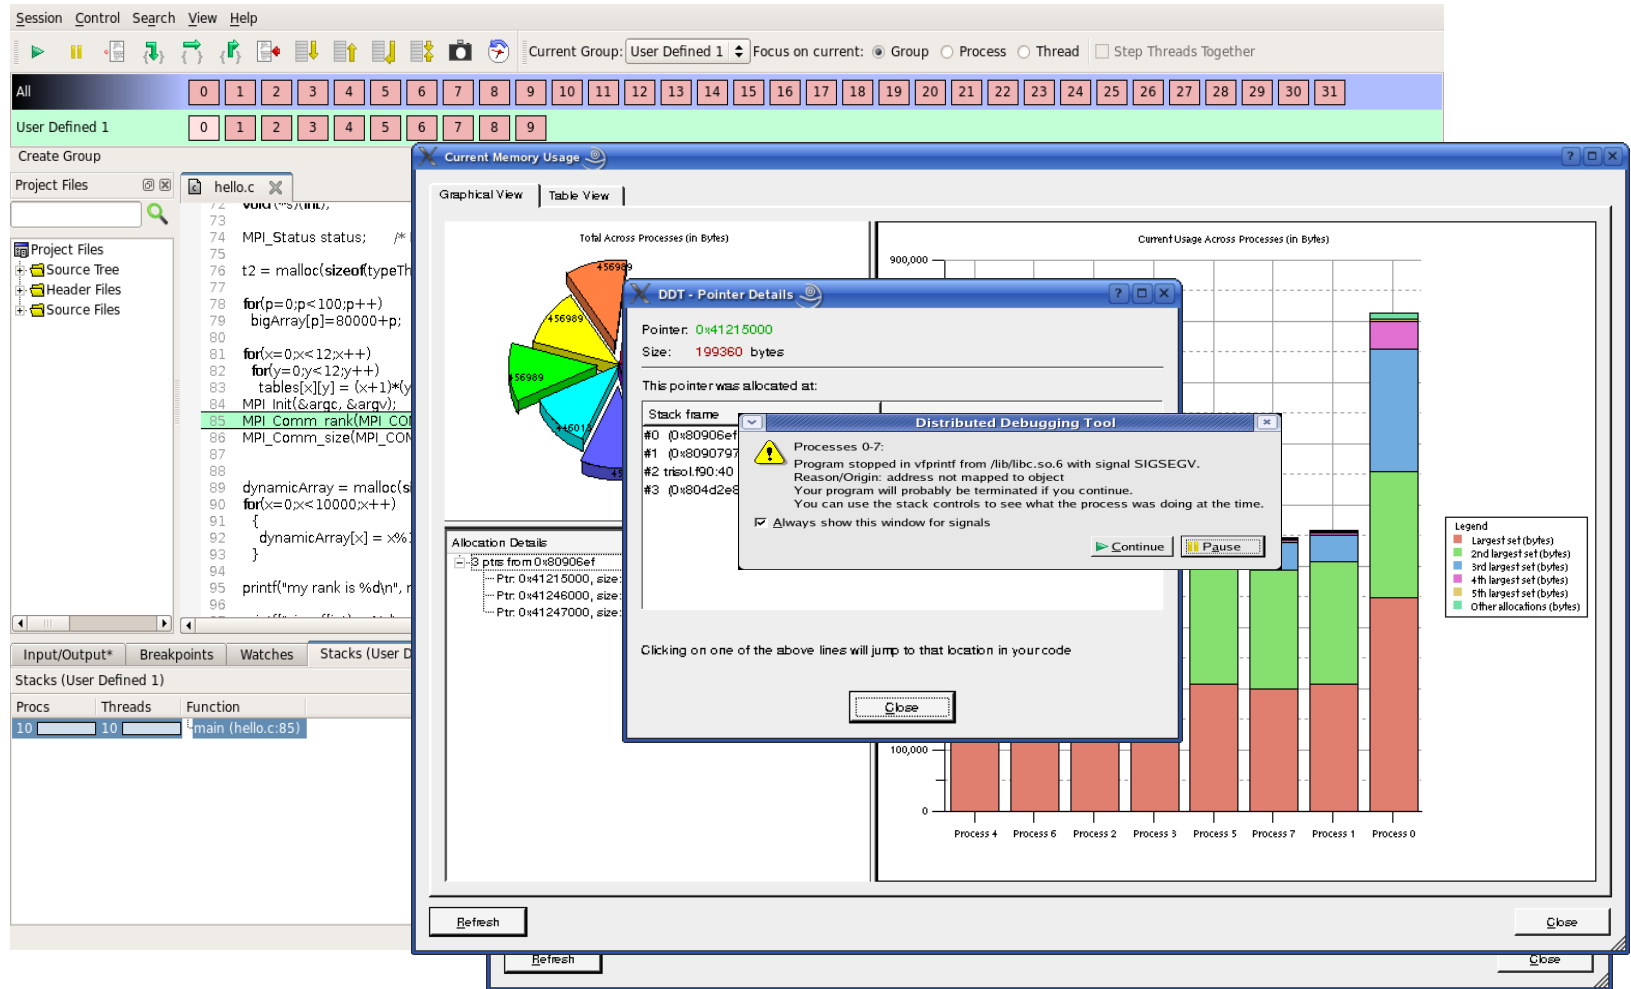 Session Control Search View Help
Current Group: User Defined 1 Focus on current: Group Process Thread Step Threads Together
All 0 1 2 3 4 5 6 7 8 9 10 11 12 13 14 15 16 17 18 19 20 21 22 23 24 25 26 27 28 29 30 31
User Defined 1 0 1 2 3 4 5 6 7 8 9
Create Group
Project Files
Project Files
Source Tree
Header Files
Source Files
hello.c
72 void (*s)(int);
73
74 MPI_Status status; /*
75
76 t2 = malloc(sizeof(typeTh
77
78 for(p=0;p<100;p++)
79 bigArray[p]=80000+p;
80
81 for(x=0;x<12;x++)
82 for(y=0;y<12;y++)
83 tables[x][y] = (x+1)*(y
84 MPI_Init(&argc, &argv);
85 MPI_Comm_rank(MPI_CO
86 MPI_Comm_size(MPI_COM
87
88
89 dynamicArray = malloc(si
90 for(x=0;x<10000;x++)
91 {
92 dynamicArray[x] = x%
93 }
94
95 printf("my rank is %d\n", r
96
Input/Output* Breakpoints Watches Stacks (User D
Stacks (User Defined 1)
Procs Threads Function
10 10 main (hello.c:85)
Current Memory Usage
Graphical View Table View
Total Across Processes (in Bytes)
456989
456989
456989
Allocation Details
3 ptrs from 0x80906ef
Ptr: 0x41215000, size:
Ptr: 0x41246000, size:
Ptr: 0x41247000, size:
Current Usage Across Processes (in Bytes)
900,000
100,000
0
Process 4 Process 6 Process 2 Process 3 Process 5 Process 7 Process 1 Process 0
Legend
Largest set (bytes)
2nd largest set (bytes)
3rd largest set (bytes)
4th largest set (bytes)
5th largest set (bytes)
Other allocations (bytes)
DDT - Pointer Details
Pointer: 0x41215000
Size: 199360 bytes
This pointer was allocated at:
Stack frame
#0 (0x80906ef
#1 (0x8090797
#2 trisol.f90:40
#3 (0x804d2e8
Clicking on one of the above lines will jump to that location in your code
Close
Distributed Debugging Tool
Processes 0-7:
Program stopped in vfprintf from /lib/libc.so.6 with signal SIGSEGV.
Reason/Origin: address not mapped to object
Your program will probably be terminated if you continue.
You can use the stack controls to see what the process was doing at the time.
Always show this window for signals
Continue Pause
Refresh Close
Refresh Close